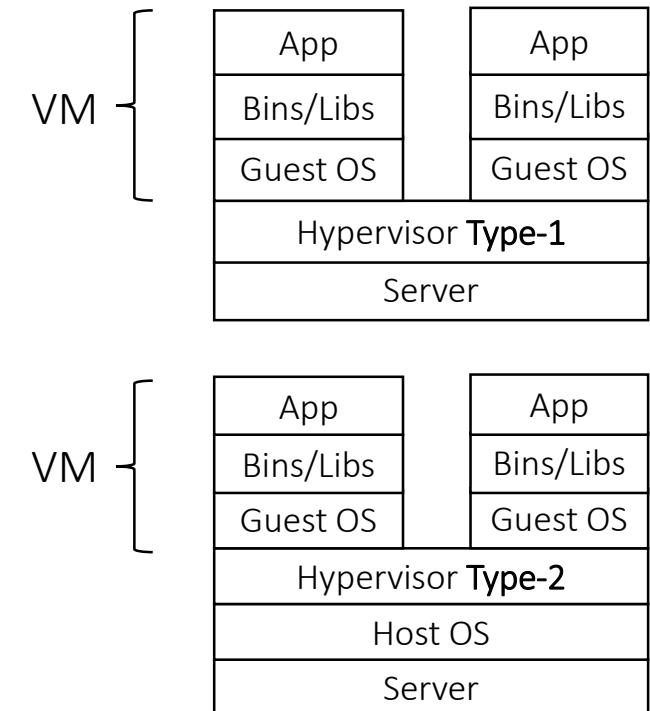 App App
VM Bins/Libs Bins/Libs
Guest OS Guest OS
Hypervisor Type-1
Server
App App
VM Bins/Libs Bins/Libs
Guest OS Guest OS
Hypervisor Type-2
Host OS
Server